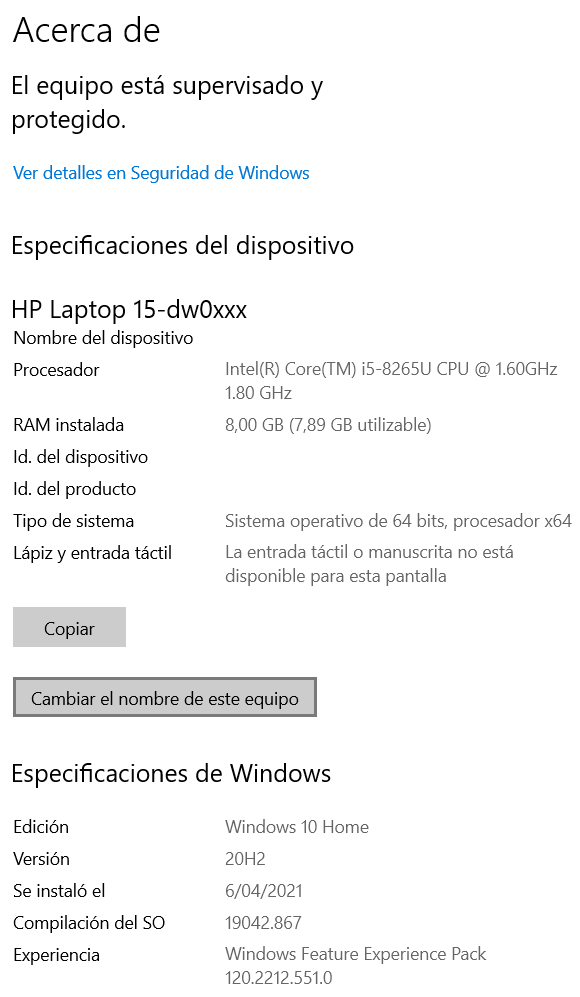 Acerca de
El equipo está supervisado y
protegido.
Ver detalles en Seguridad de Windows
Especificaciones del dispositivo
HP Laptop 15-dw0xxx
Nombre del dispositivo
Procesador Intel(R) Core(TM) i5-8265U CPU @ 1.60GHz
1.80 GHz
RAM instalada 8,00 GB (7,89 GB utilizable)
Id. del dispositivo
Id. del producto
Tipo de sistema Sistema operativo de 64 bits, procesador x64
Lápiz y entrada táctil La entrada táctil o manuscrita no está
disponible para esta pantalla
Copiar
Cambiar el nombre de este equipo
Especificaciones de Windows
Edición Windows 10 Home
Versión 20H2
Se instaló el 6/04/2021
Compilación del SO 19042.867
Experiencia Windows Feature Experience Pack
120.2212.551.0